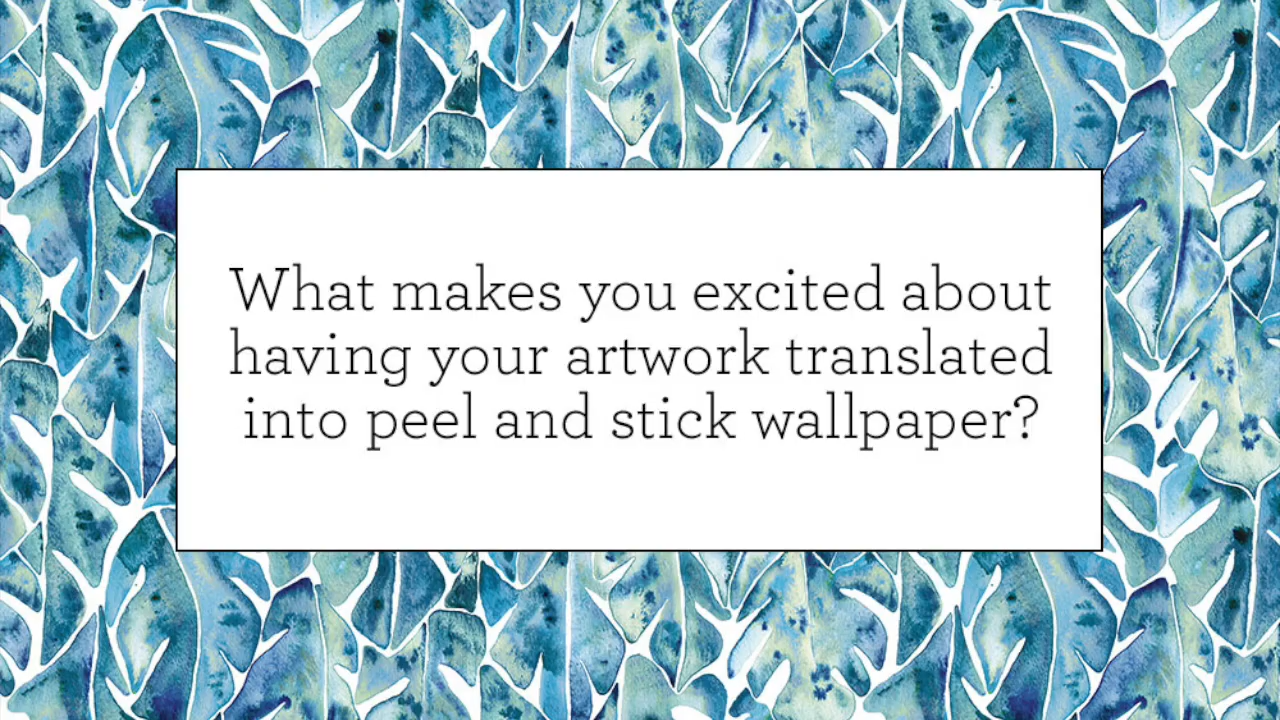 What makes you excited about
having your artwork translated
into peel and stick wallpaper?